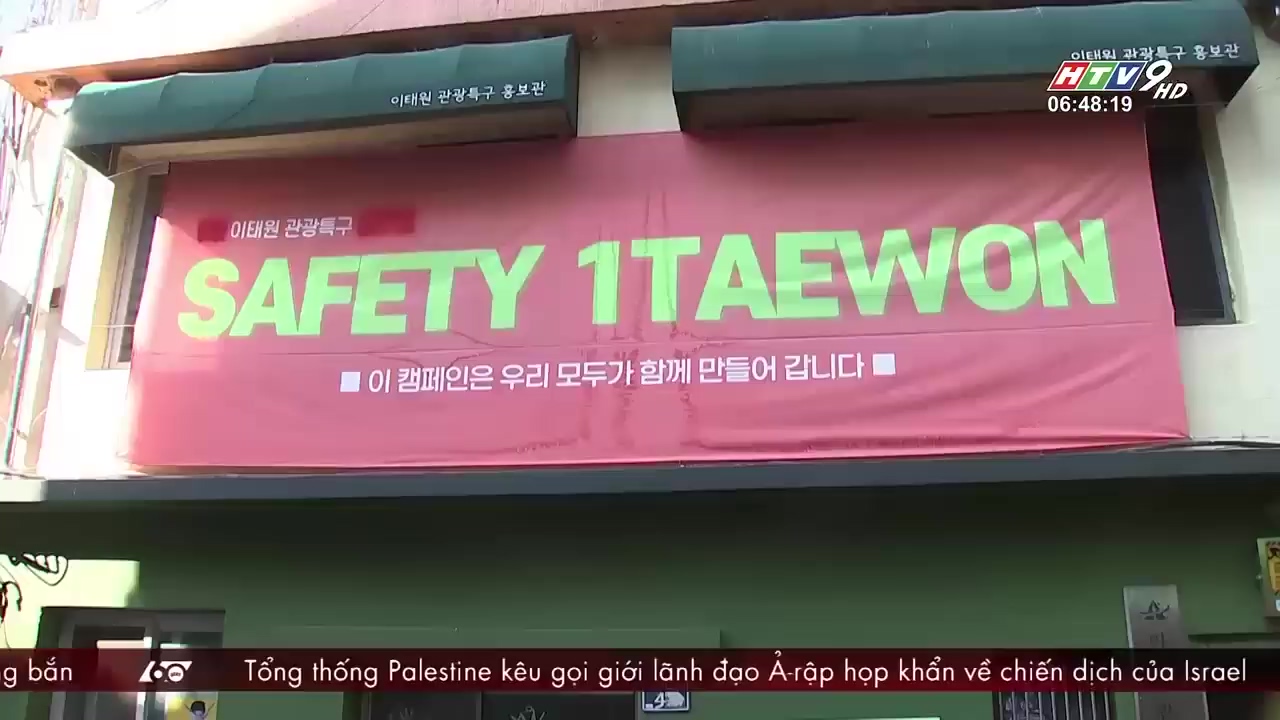 이태원 관광특구 홍보관
이태원 관광특구 홍보관
HTV9 HD
06:48:19
이태원 관광특구
SAFETY 1TAEWON
■ 이 캠페인은 우리 모두가 함께 만들어 갑니다 ■
g bắn
60
Tổng thống Palestine kêu gọi giới lãnh đạo Ả-rập họp khẩn về chiến dịch của Israel